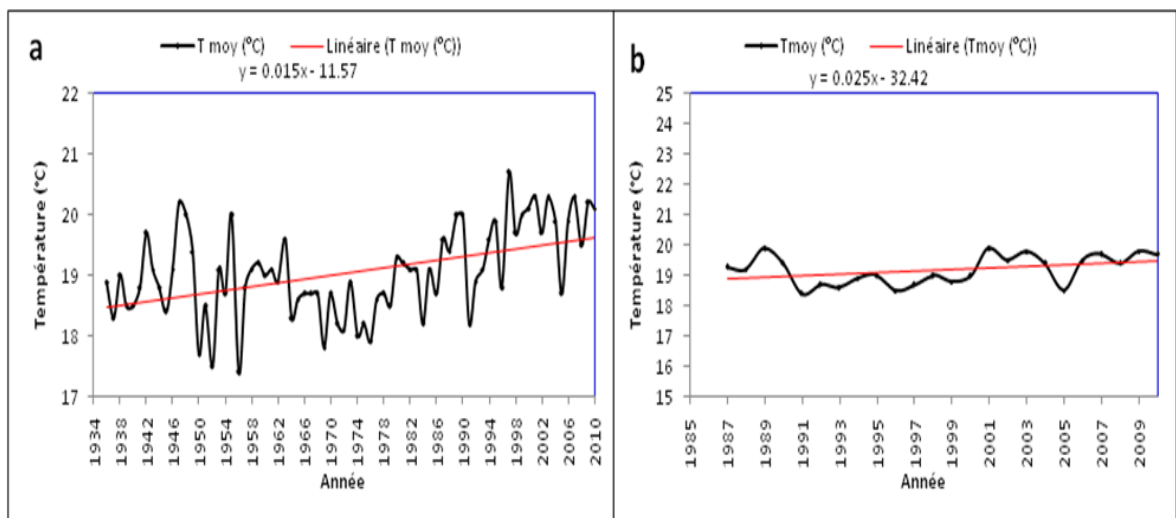 a
T moy (°C) Linéaire (T moy (°C))
y = 0.015x - 11.57
22
21
20
19
18
17
Température (°C)
1934 1938 1942 1946 1950 1954 1958 1962 1966 1970 1974 1978 1982 1986 1990 1994 1998 2002 2006 2010
Année
b
Tmoy (°C) Linéaire (Tmoy (°C))
y = 0.025x - 32.42
25
24
23
22
21
20
19
18
17
16
15
Température (°C)
1985 1987 1989 1991 1993 1995 1997 1999 2001 2003 2005 2007 2009
Année